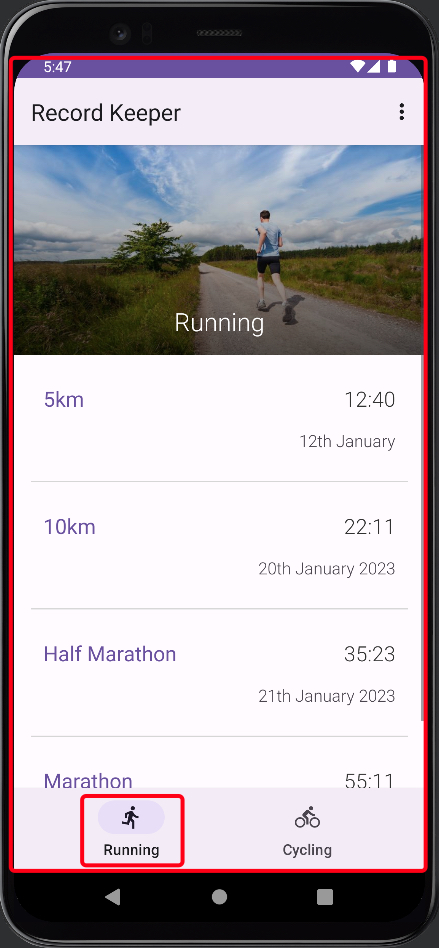 5:47
Record Keeper
Running
5km 12:40
12th January
10km 22:11
20th January 2023
Half Marathon 35:23
21th January 2023
Marathon 55:11
Running Cycling